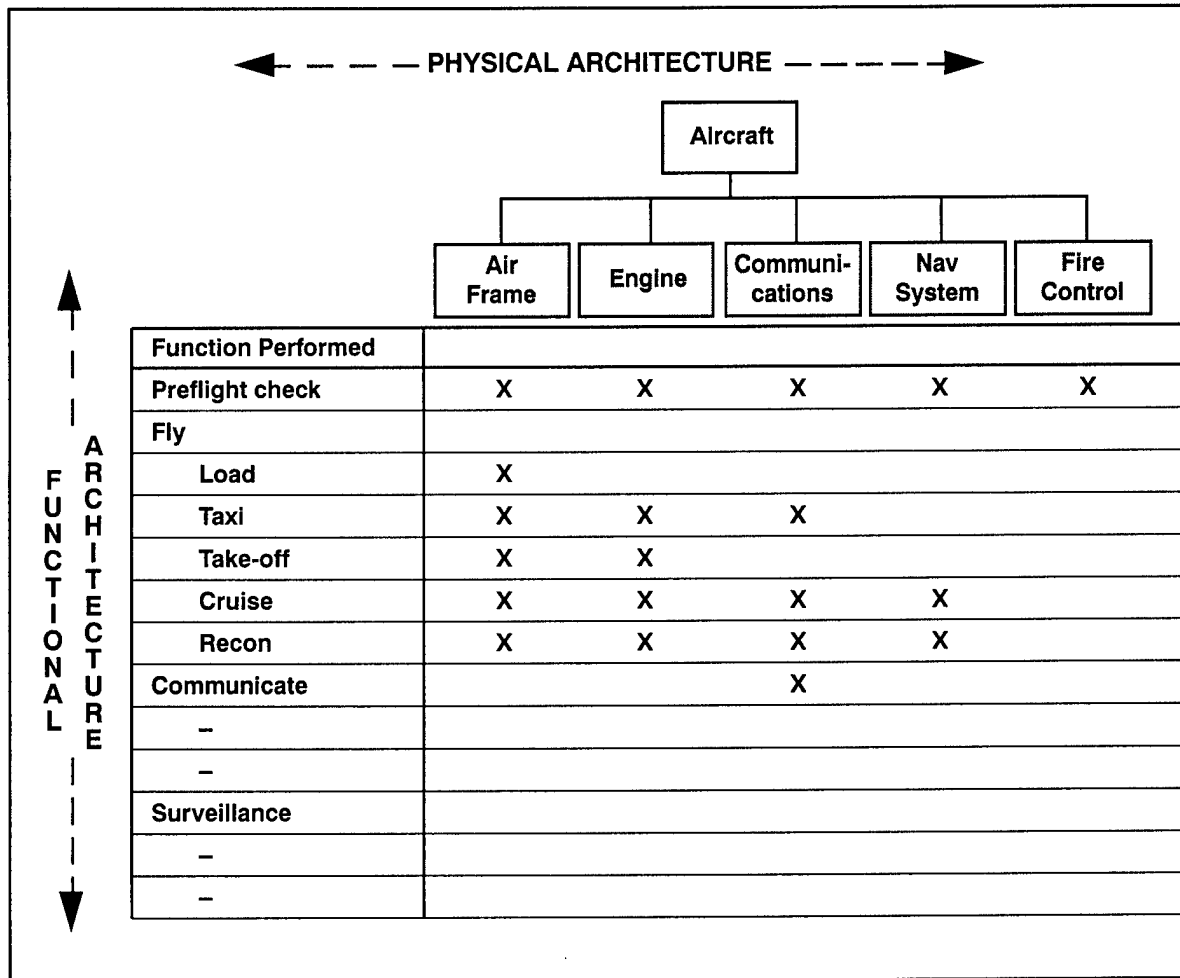 PHYSICAL ARCHITECTURE
Aircraft
Air
Frame
Engine
Communi-
cations
Nav
System
Fire
Control
FUNCTIONAL
ARCHITECTURE
Function Performed
Preflight check X X X X X
Fly
Load X
Taxi X X X
Take-off X X
Cruise X X X X
Recon X X X X
Communicate X
–
–
Surveillance
–
–